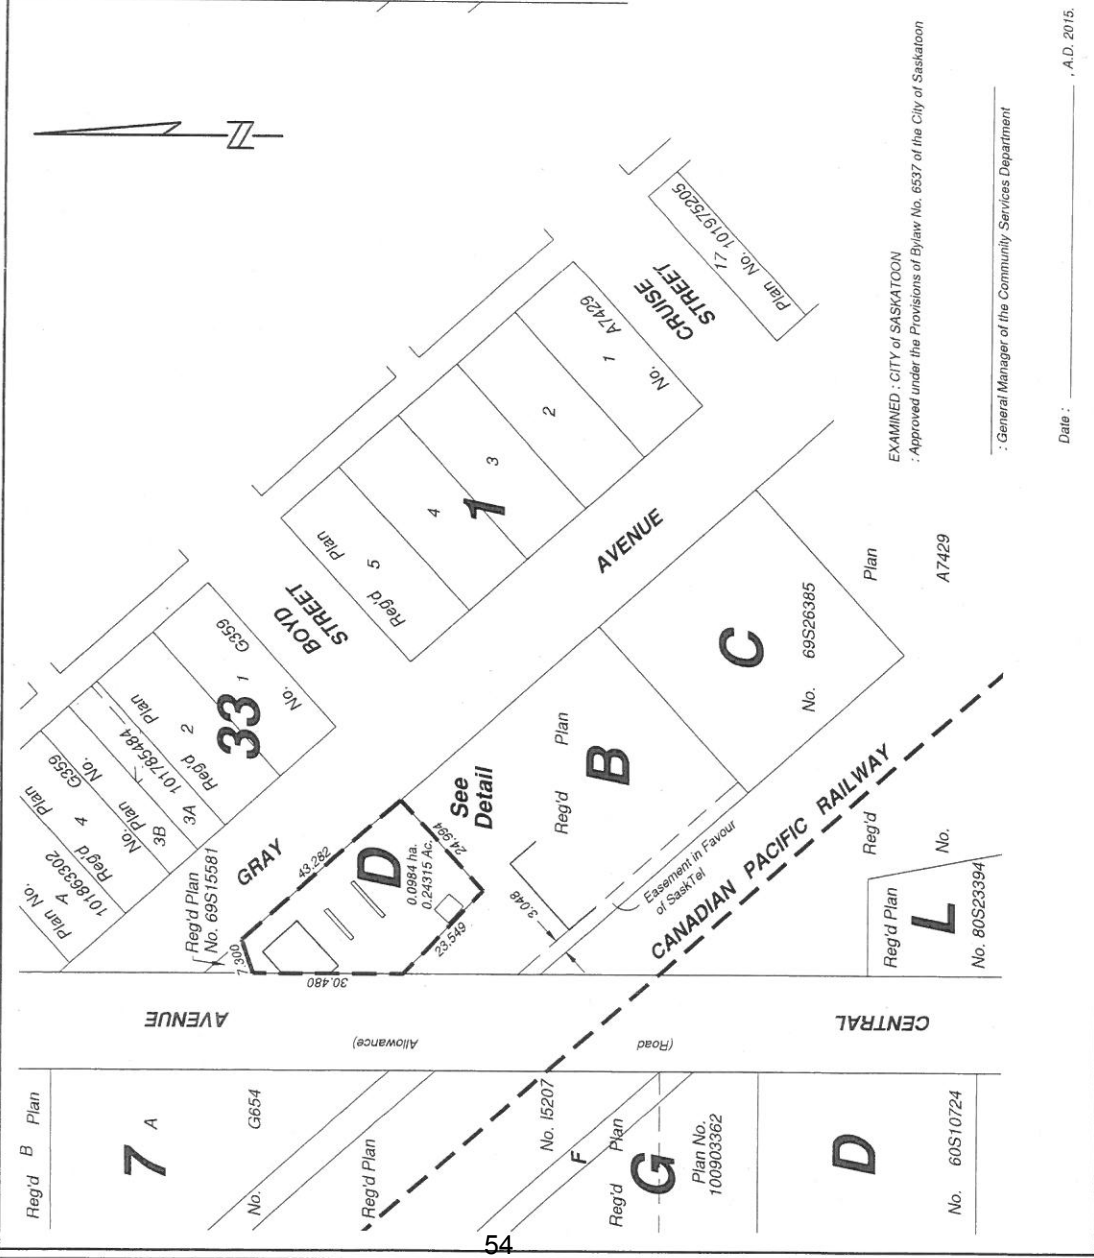 Plan No.
A
101863302
Plan
Reg'd 4
No.
G359
No. Plan
3B
101785484
3A
Plan
Reg'd 2
33
1
G359
No.
BOYD
STREET
Plan
5
Reg'd
4
1
3
2
1
A7429
No.
CRUISE
STREET
17
Plan No. 101975205
Reg'd Plan
No. 69S15581
GRAY
AVENUE
43.282
7.300
30.480
D
0.0984 ha.
0.24315 Ac.
24.994
23.549
See
Detail
3.048
Reg'd Plan
B
C
No. 69S26385
Easement in Favour
of SaskTel
CANADIAN PACIFIC RAILWAY
Reg'd Plan
No. A7429
Reg'd Plan
L
No. 80S23394
CENTRAL
AVENUE
(Road
Allowance)
Reg'd B Plan
7
A
No. G654
Reg'd Plan
No. I5207
F
Reg'd Plan
G
Plan No.
100903362
D
No. 60S10724
EXAMINED : CITY of SASKATOON
: Approved under the Provisions of Bylaw No. 6537 of the City of Saskatoon
: General Manager of the Community Services Department
Date : , A.D. 2015.
N
54